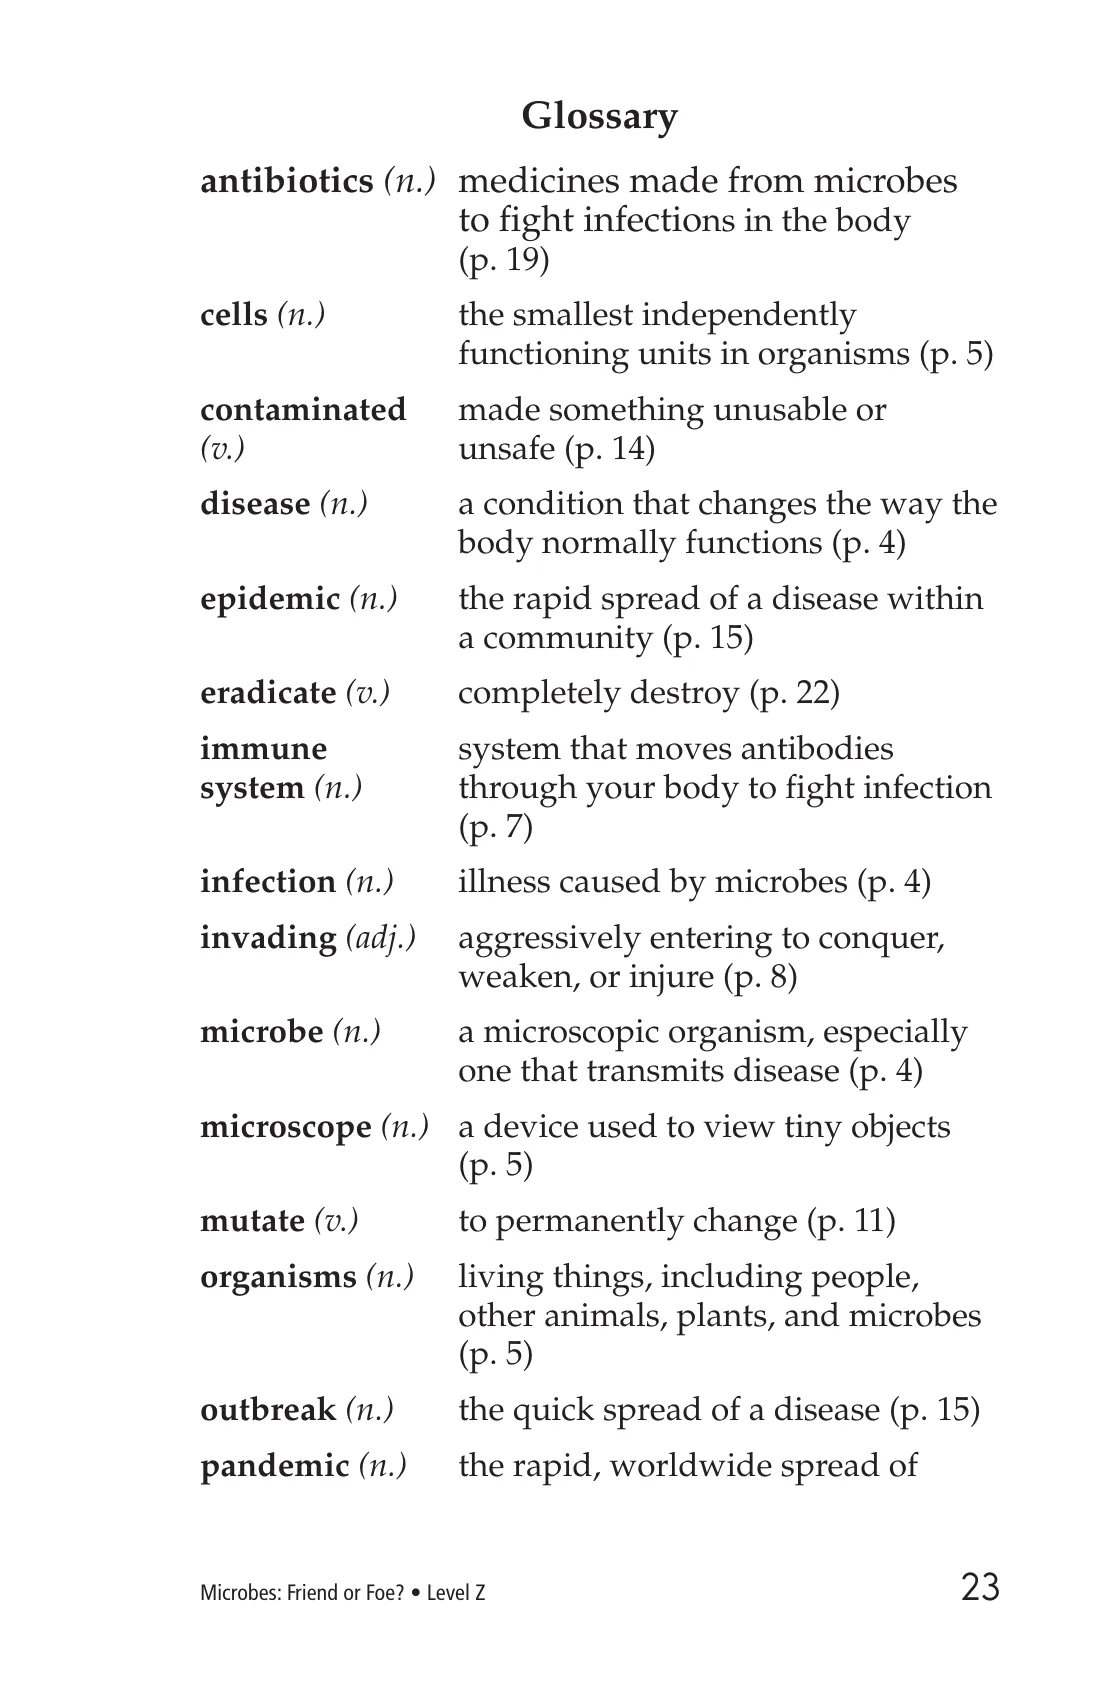 Glossary
antibiotics (n.) medicines made from microbes
to fight infections in the body
(p. 19)
cells (n.) the smallest independently
functioning units in organisms (p. 5)
contaminated made something unusable or
(v.) unsafe (p. 14)
disease (n.) a condition that changes the way the
body normally functions (p. 4)
epidemic (n.) the rapid spread of a disease within
a community (p. 15)
eradicate (v.) completely destroy (p. 22)
immune system that moves antibodies
system (n.) through your body to fight infection
(p. 7)
infection (n.) illness caused by microbes (p. 4)
invading (adj.) aggressively entering to conquer,
weaken, or injure (p. 8)
microbe (n.) a microscopic organism, especially
one that transmits disease (p. 4)
microscope (n.) a device used to view tiny objects
(p. 5)
mutate (v.) to permanently change (p. 11)
organisms (n.) living things, including people,
other animals, plants, and microbes
(p. 5)
outbreak (n.) the quick spread of a disease (p. 15)
pandemic (n.) the rapid, worldwide spread of
Microbes: Friend or Foe? • Level Z 23